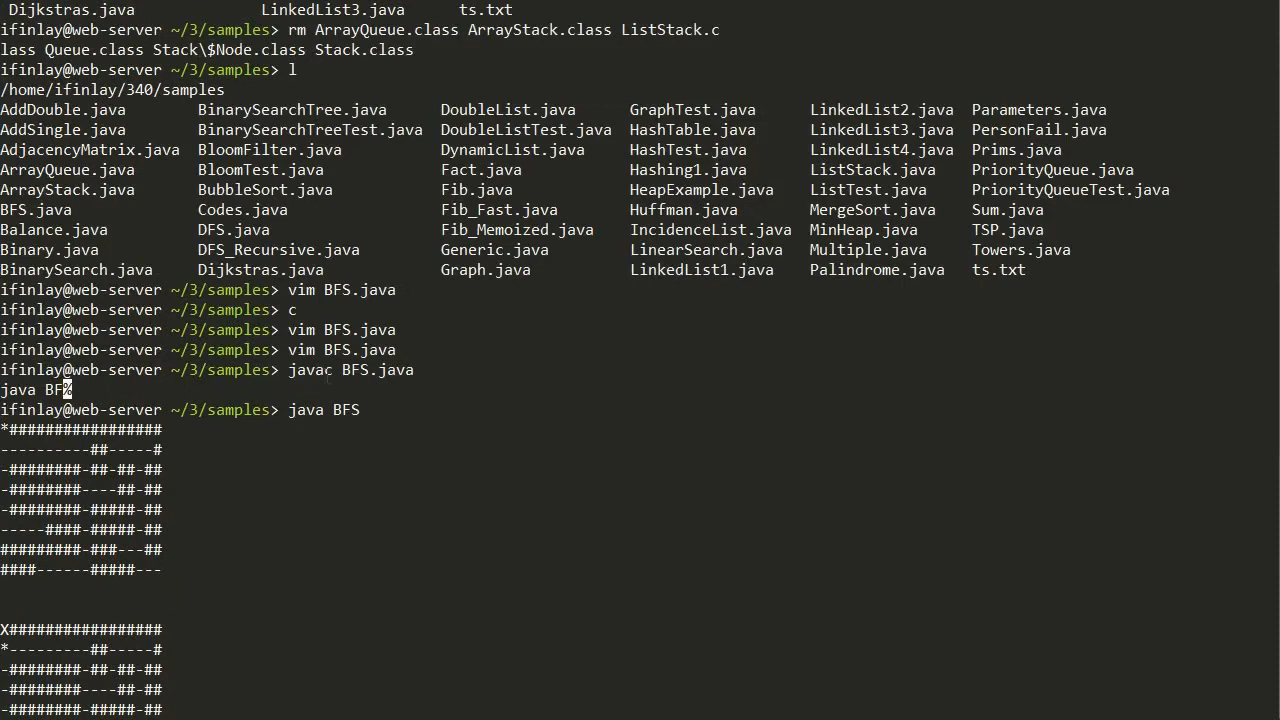 Dijkstras.java LinkedList3.java ts.txt
ifinlay@web-server ~/3/samples> rm ArrayQueue.class ArrayStack.class ListStack.c
lass Queue.class Stack\$Node.class Stack.class
ifinlay@web-server ~/3/samples> l
/home/ifinlay/340/samples
AddDouble.java BinarySearchTree.java DoubleList.java GraphTest.java LinkedList2.java Parameters.java
AddSingle.java BinarySearchTreeTest.java DoubleListTest.java HashTable.java LinkedList3.java PersonFail.java
AdjacencyMatrix.java BloomFilter.java DynamicList.java HashTest.java LinkedList4.java Prims.java
ArrayQueue.java BloomTest.java Fact.java Hashing1.java ListStack.java PriorityQueue.java
ArrayStack.java BubbleSort.java Fib.java HeapExample.java ListTest.java PriorityQueueTest.java
BFS.java Codes.java Fib_Fast.java Huffman.java MergeSort.java Sum.java
Balance.java DFS.java Fib_Memoized.java IncidenceList.java MinHeap.java TSP.java
Binary.java DFS_Recursive.java Generic.java LinearSearch.java Multiple.java Towers.java
BinarySearch.java Dijkstras.java Graph.java LinkedList1.java Palindrome.java ts.txt
ifinlay@web-server ~/3/samples> vim BFS.java
ifinlay@web-server ~/3/samples> c
ifinlay@web-server ~/3/samples> vim BFS.java
ifinlay@web-server ~/3/samples> vim BFS.java
ifinlay@web-server ~/3/samples> javac BFS.java
java BF%
ifinlay@web-server ~/3/samples> java BFS
*#################
----------##-----#
-########-##-##-##
-########----##-##
-########-#####-##
-----####-#####-##
#########-###---##
####------#####---
X#################
*---------##-----#
-########-##-##-##
-########----##-##
-########-#####-##